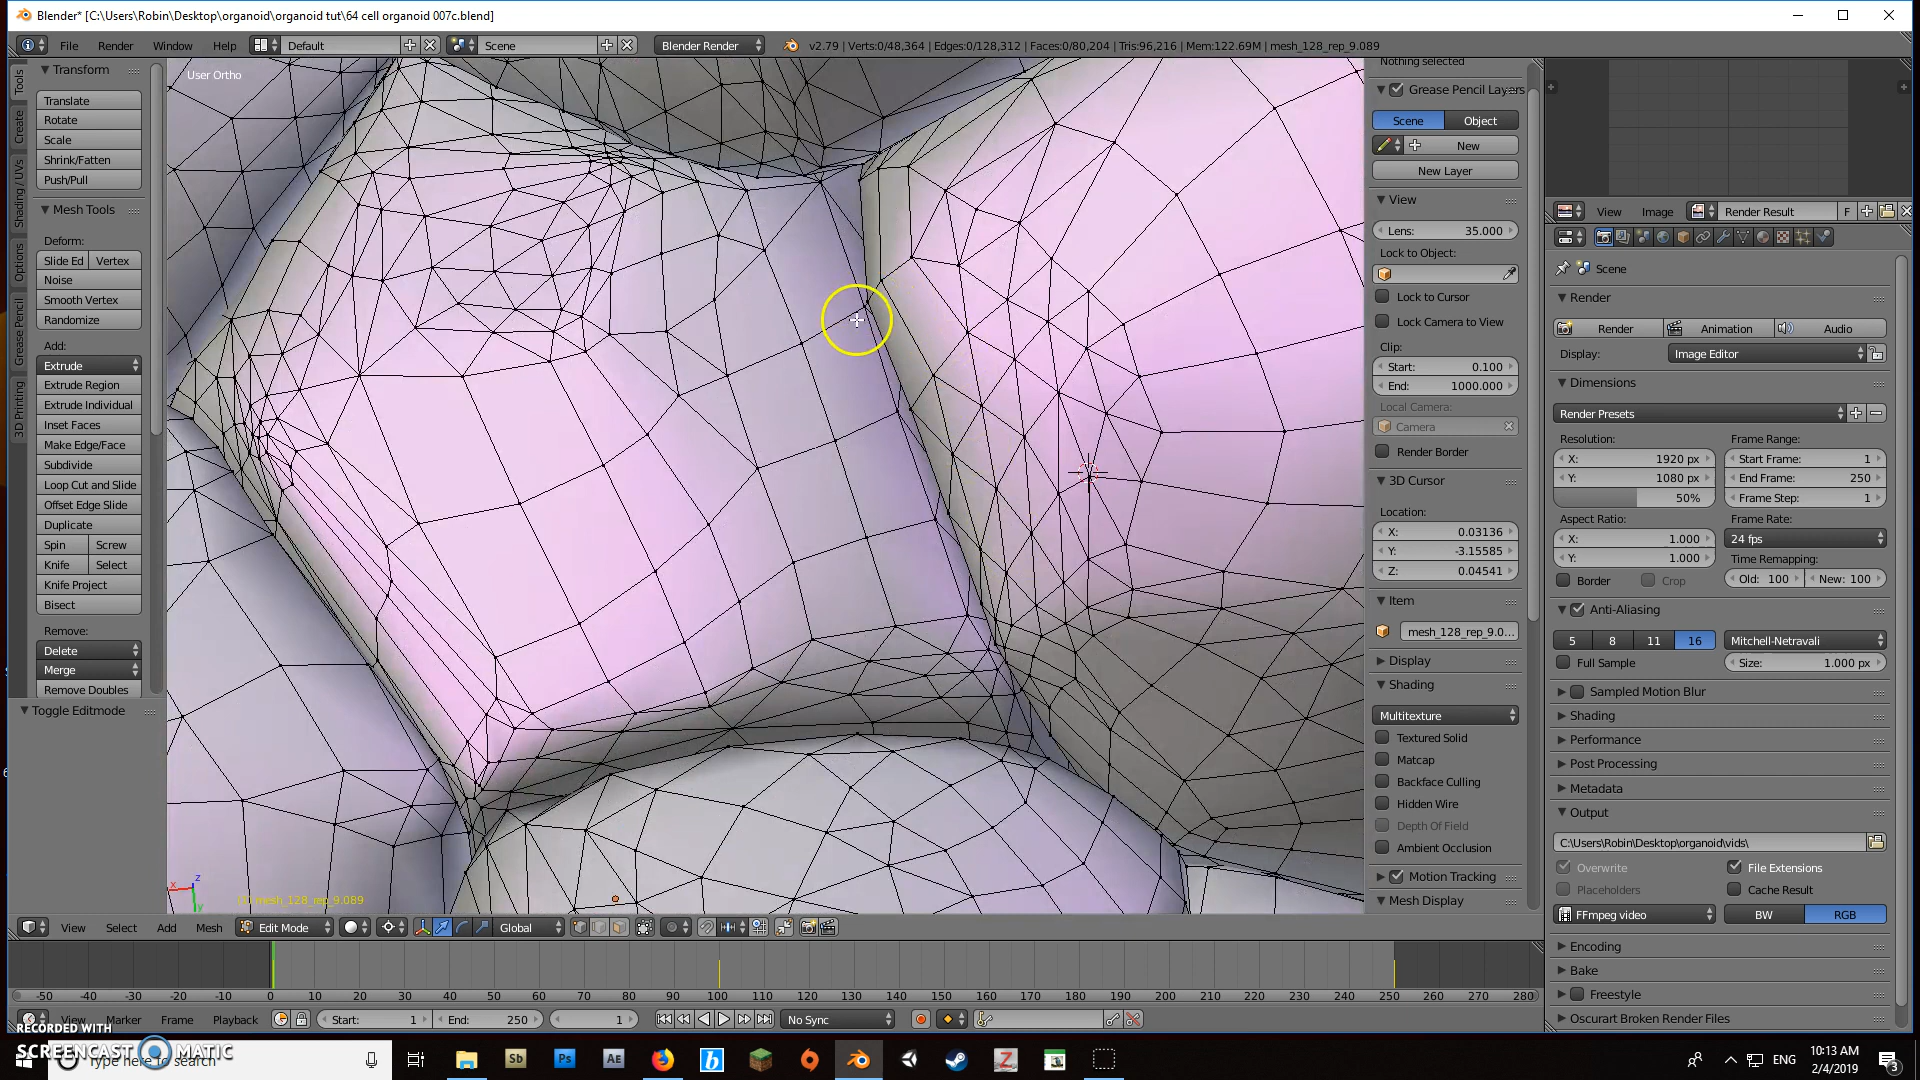 Blender* [C:\Users\Robin\Desktop\organoid\organoid tut\64 cell organoid 007c.blend]
File Render Window Help Default Scene Blender Render v2.79 | Verts:0/48,364 | Edges:0/128,312 | Faces:0/80,204 | Tris:96,216 | Mem:122.69M | mesh_128_rep_9.089
User Ortho
Tools
Create
Shading / UVs
Options
Grease Pencil
3D Printing
Transform
Translate
Rotate
Scale
Shrink/Fatten
Push/Pull
Mesh Tools
Deform:
Slide Ed Vertex
Noise
Smooth Vertex
Randomize
Add:
Extrude
Extrude Region
Extrude Individual
Inset Faces
Make Edge/Face
Subdivide
Loop Cut and Slide
Offset Edge Slide
Duplicate
Spin Screw
Knife Select
Knife Project
Bisect
Remove:
Delete
Merge
Remove Doubles
Toggle Editmode
(1) mesh_128_rep_9.089
x z y
Nothing selected
Grease Pencil Layers
Scene Object
New
New Layer
View
Lens: 35.000
Lock to Object:
Lock to Cursor
Lock Camera to View
Clip:
Start: 0.100
End: 1000.000
Local Camera:
Camera
Render Border
3D Cursor
Location:
X: 0.03136
Y: -3.15585
Z: 0.04541
Item
mesh_128_rep_9.0...
Display
Shading
Multitexture
Textured Solid
Matcap
Backface Culling
Hidden Wire
Depth Of Field
Ambient Occlusion
Motion Tracking
Mesh Display
View Image Render Result F
Scene
Render
Render Animation Audio
Display: Image Editor
Dimensions
Render Presets
Resolution: Frame Range:
X: 1920 px Start Frame: 1
Y: 1080 px End Frame: 250
50% Frame Step: 1
Aspect Ratio: Frame Rate:
X: 1.000 24 fps
Y: 1.000 Time Remapping:
Border Crop Old: 100 New: 100
Anti-Aliasing
5 8 11 16 Mitchell-Netravali
Full Sample Size: 1.000 px
Sampled Motion Blur
Shading
Performance
Post Processing
Metadata
Output
C:\Users\Robin\Desktop\organoid\vids\
Overwrite File Extensions
Placeholders Cache Result
FFmpeg video BW RGB
Encoding
Bake
Freestyle
Oscurart Broken Render Files
View Select Add Mesh Edit Mode Global
-50 -40 -30 -20 -10 0 10 20 30 40 50 60 70 80 90 100 110 120 130 140 150 160 170 180 190 200 210 220 230 240 250 260 270 280
View Marker Frame Playback Start: 1 End: 250 1 No Sync
RECORDED WITH
SCREENCAST MATIC
Type here to search Sb Ps AE b Z ENG 10:13 AM
2/4/2019 3